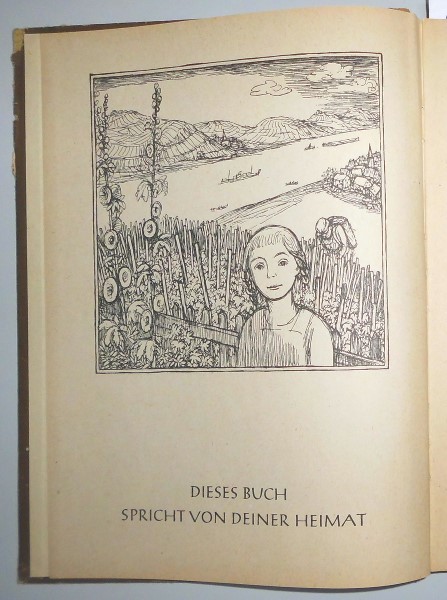 DIESES BUCH
SPRICHT VON DEINER HEIMAT